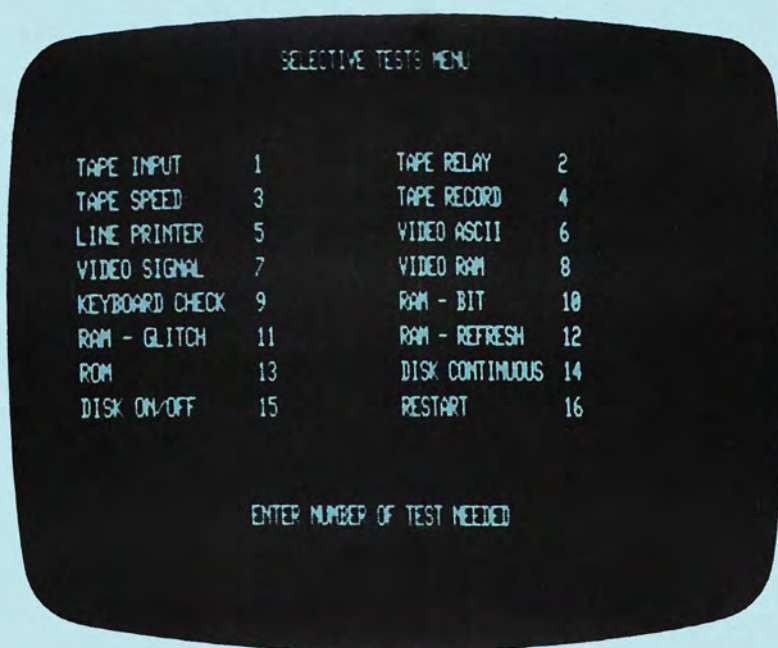 SELECTIVE TESTS MENU
TAPE INPUT 1 TAPE RELAY 2
TAPE SPEED 3 TAPE RECORD 4
LINE PRINTER 5 VIDEO ASCII 6
VIDEO SIGNAL 7 VIDEO RAM 8
KEYBOARD CHECK 9 RAM - BIT 10
RAM - GLITCH 11 RAM - REFRESH 12
ROM 13 DISK CONTINUOUS 14
DISK ON/OFF 15 RESTART 16
ENTER NUMBER OF TEST NEEDED